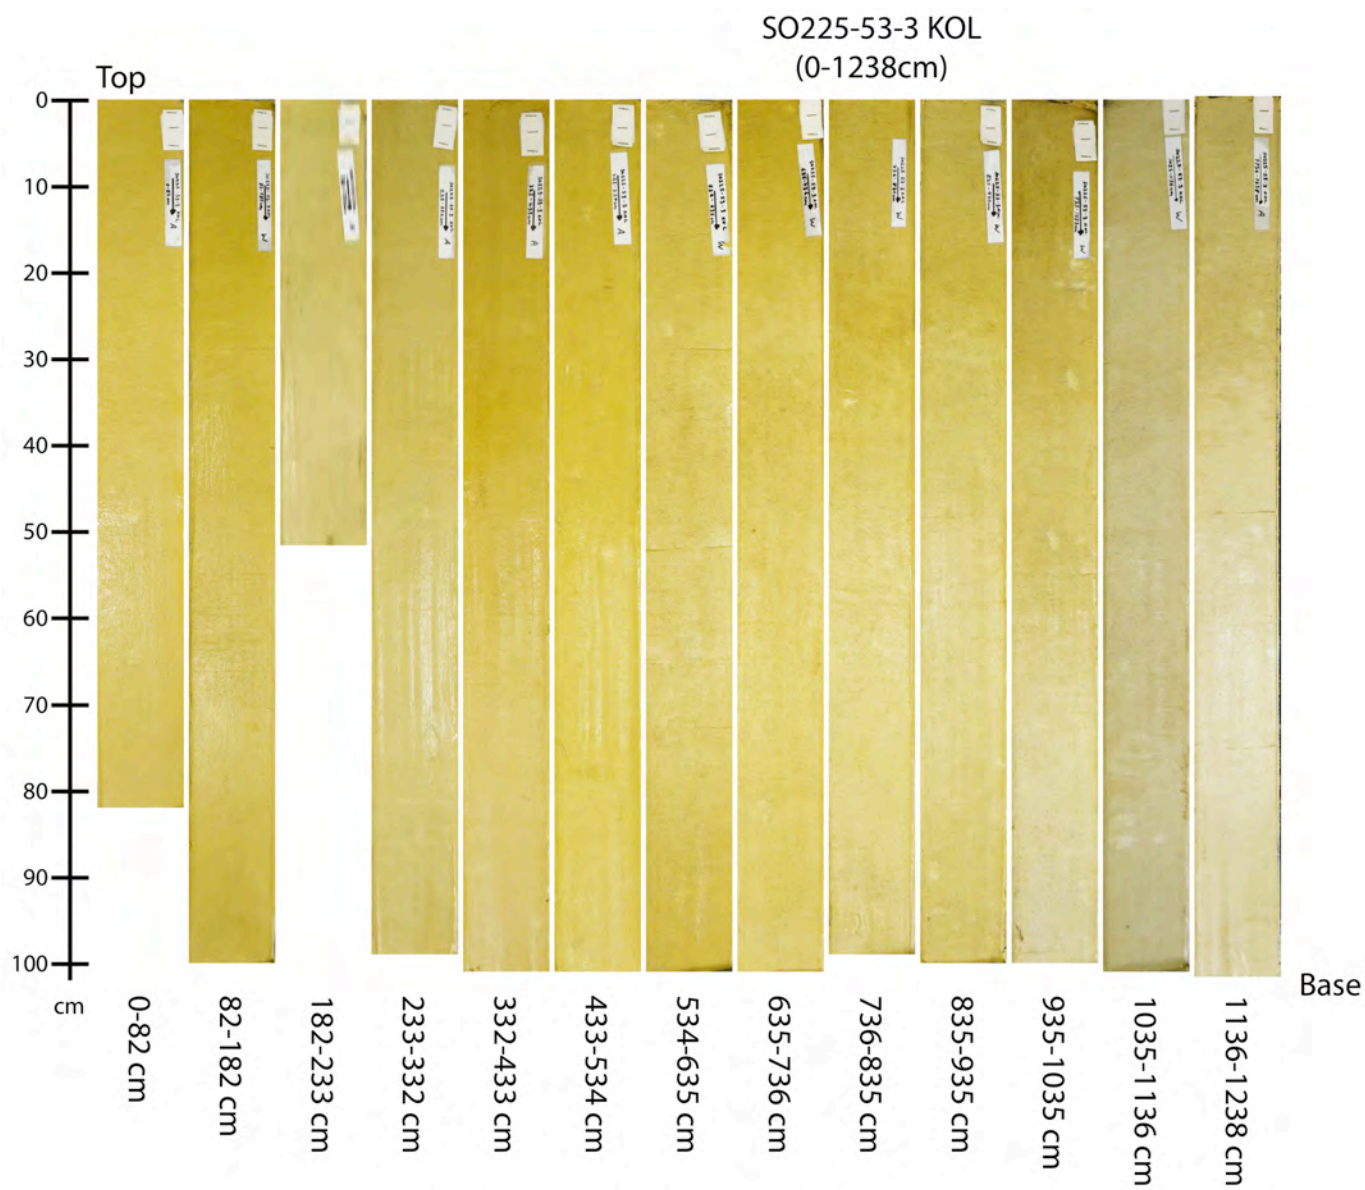 SO225-53-3 KOL
(0-1238cm)
Top
0
10
20
30
40
50
60
70
80
90
100
cm
Base
0-82 cm
82-182 cm
182-233 cm
233-332 cm
332-433 cm
433-534 cm
534-635 cm
635-736 cm
736-835 cm
835-935 cm
935-1035 cm
1035-1136 cm
1136-1238 cm
A
W
A
A
A
W
W
W
W
W
W
A